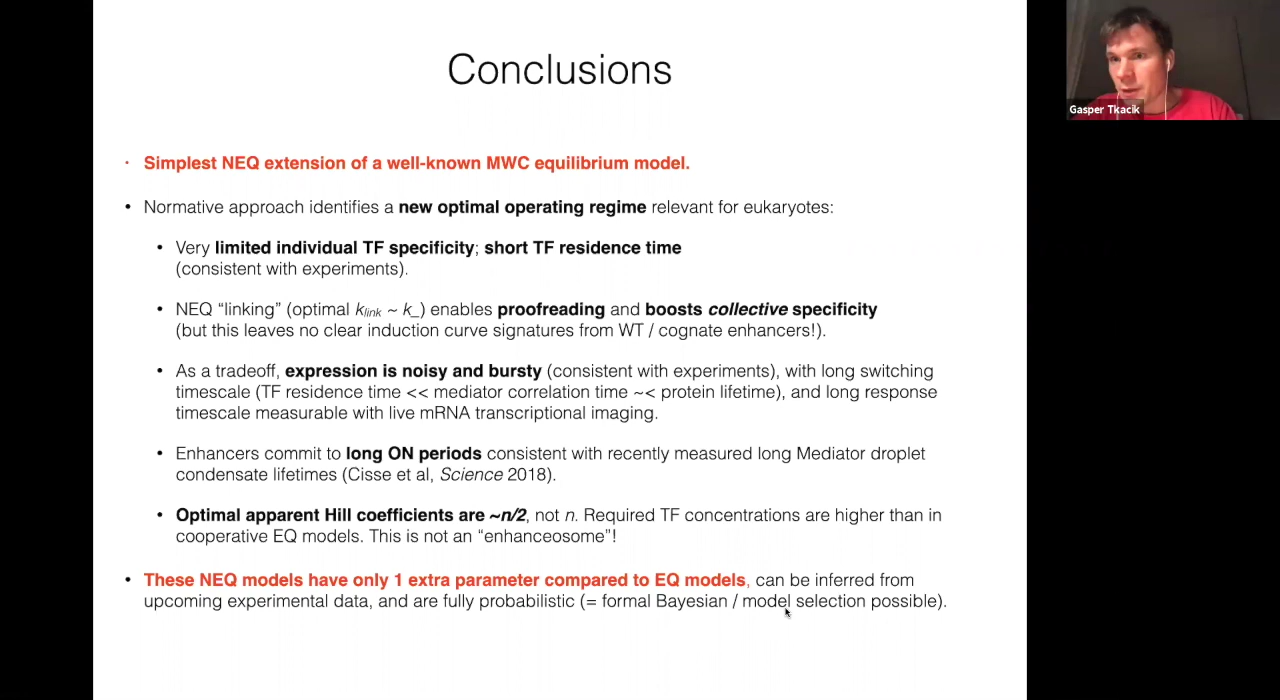 Conclusions
Gasper Tkacik
• Simplest NEQ extension of a well-known MWC equilibrium model.
• Normative approach identifies a new optimal operating regime relevant for eukaryotes:
• Very limited individual TF specificity; short TF residence time
(consistent with experiments).
• NEQ “linking” (optimal klink ~ k_) enables proofreading and boosts collective specificity
(but this leaves no clear induction curve signatures from WT / cognate enhancers!).
• As a tradeoff, expression is noisy and bursty (consistent with experiments), with long switching
timescale (TF residence time << mediator correlation time ~< protein lifetime), and long response
timescale measurable with live mRNA transcriptional imaging.
• Enhancers commit to long ON periods consistent with recently measured long Mediator droplet
condensate lifetimes (Cisse et al, Science 2018).
• Optimal apparent Hill coefficients are ~n/2, not n. Required TF concentrations are higher than in
cooperative EQ models. This is not an “enhanceosome”!
• These NEQ models have only 1 extra parameter compared to EQ models, can be inferred from
upcoming experimental data, and are fully probabilistic (= formal Bayesian / model selection possible).